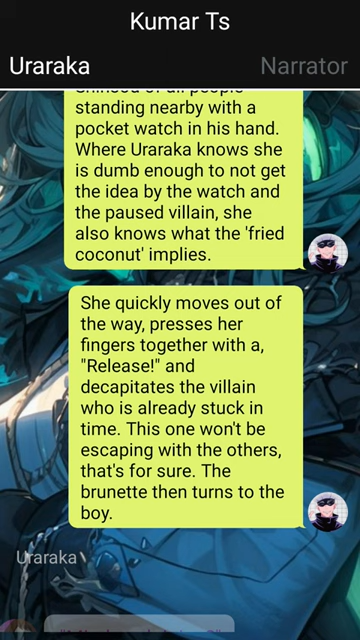 Kumar Ts
Uraraka
Narrator
Shinsou of all people
standing nearby with a
pocket watch in his hand.
Where Uraraka knows she
is dumb enough to not get
the idea by the watch and
the paused villain, she
also knows what the 'fried
coconut' implies.
She quickly moves out of
the way, presses her
fingers together with a,
"Release!" and
decapitates the villain
who is already stuck in
time. This one won't be
escaping with the others,
that's for sure. The
brunette then turns to the
boy.
Uraraka